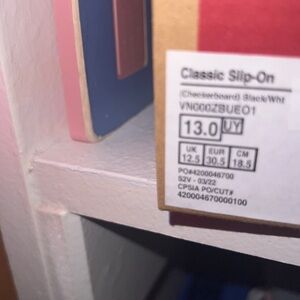 Classic Slip-On
(Checkerboard) Black/Wht
VN000ZBUEO1
13.0 UY
UK EUR CM
12.5 30.5 18.5
PO#4200046700
S2V - 03/22
CPSIA PO/CUT#
420004670000100